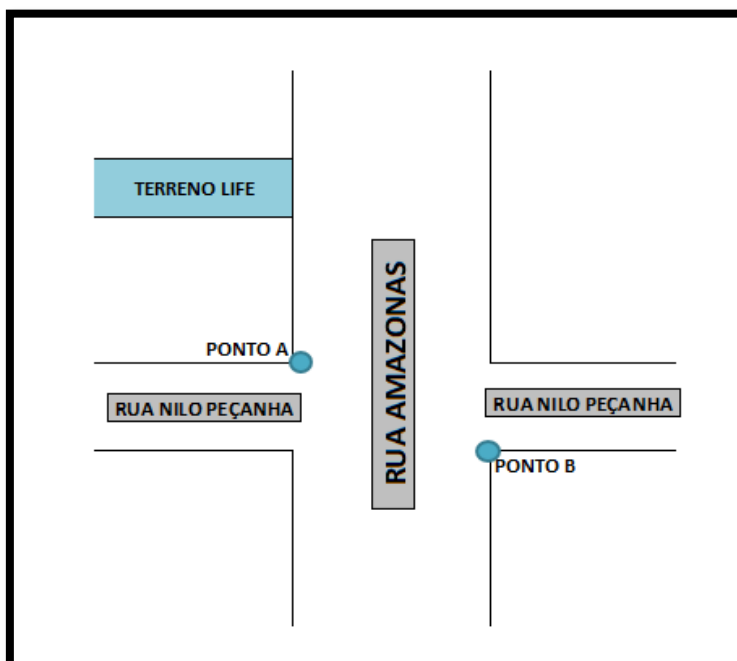 TERRENO LIFE
RUA AMAZONAS
PONTO A
RUA NILO PEÇANHA
RUA NILO PEÇANHA
PONTO B